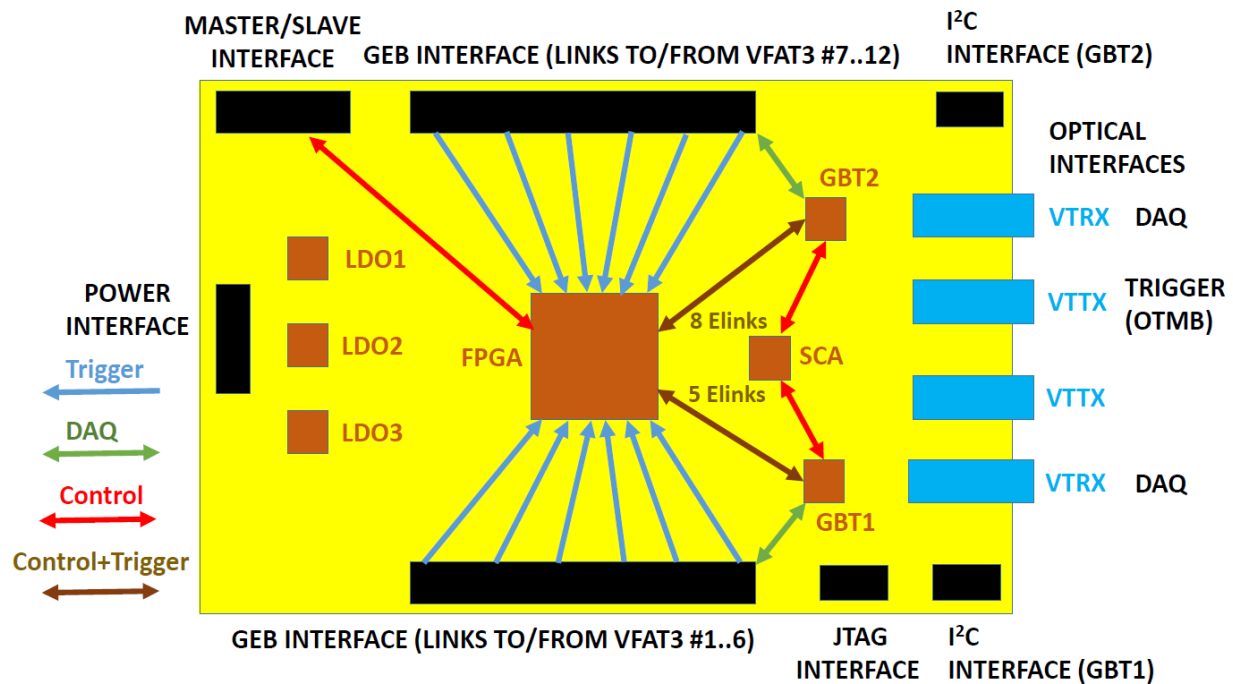 MASTER/SLAVE
INTERFACE
GEB INTERFACE (LINKS TO/FROM VFAT3 #7..12)
I²C
INTERFACE (GBT2)
OPTICAL
INTERFACES
GBT2
VTRX DAQ
LDO1
POWER
INTERFACE
TRIGGER
(OTMB)
VTTX
8 Elinks
LDO2
FPGA
SCA
Trigger
5 Elinks
VTTX
DAQ
LDO3
Control
VTRX DAQ
GBT1
Control+Trigger
GEB INTERFACE (LINKS TO/FROM VFAT3 #1..6)
JTAG
INTERFACE
I²C
INTERFACE (GBT1)